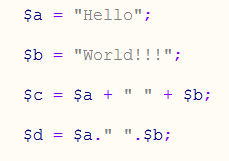 $a = "Hello";
$b = "World!!!";
$c = $a + " " + $b;
$d = $a." ".$b;